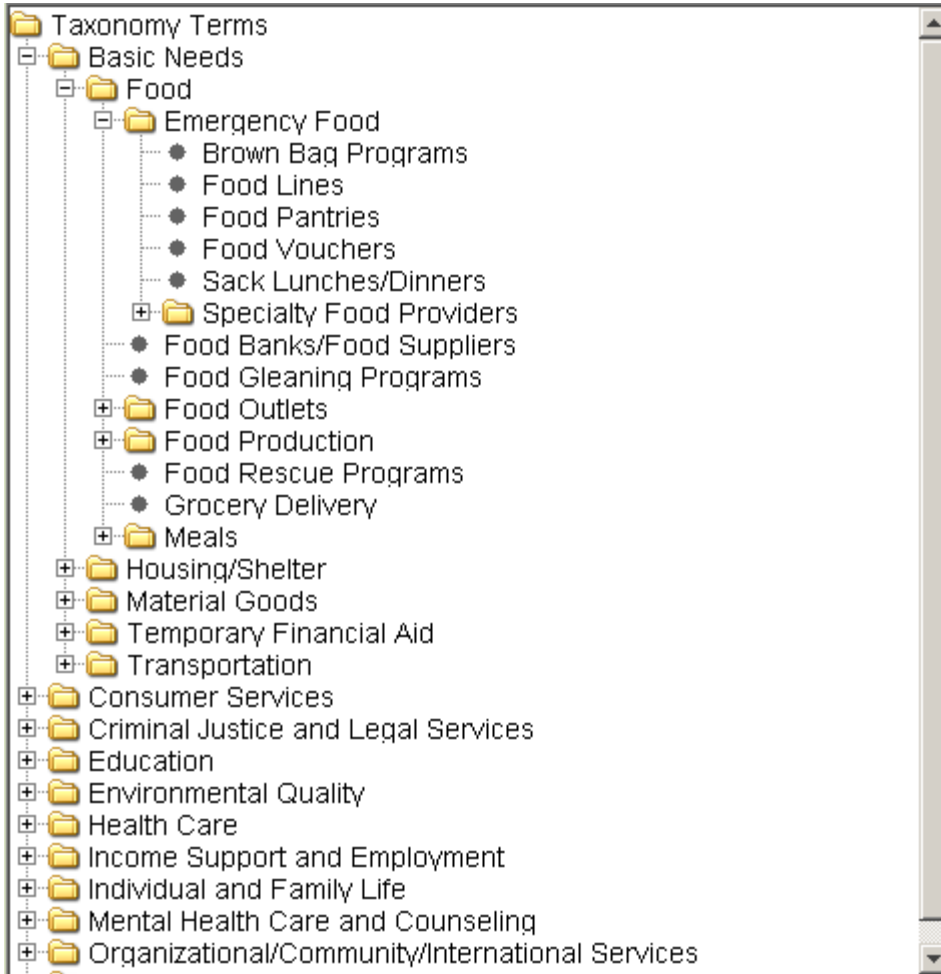 Taxonomy Terms
Basic Needs
Food
Emergency Food
Brown Bag Programs
Food Lines
Food Pantries
Food Vouchers
Sack Lunches/Dinners
Specialty Food Providers
Food Banks/Food Suppliers
Food Gleaning Programs
Food Outlets
Food Production
Food Rescue Programs
Grocery Delivery
Meals
Housing/Shelter
Material Goods
Temporary Financial Aid
Transportation
Consumer Services
Criminal Justice and Legal Services
Education
Environmental Quality
Health Care
Income Support and Employment
Individual and Family Life
Mental Health Care and Counseling
Organizational/Community/International Services